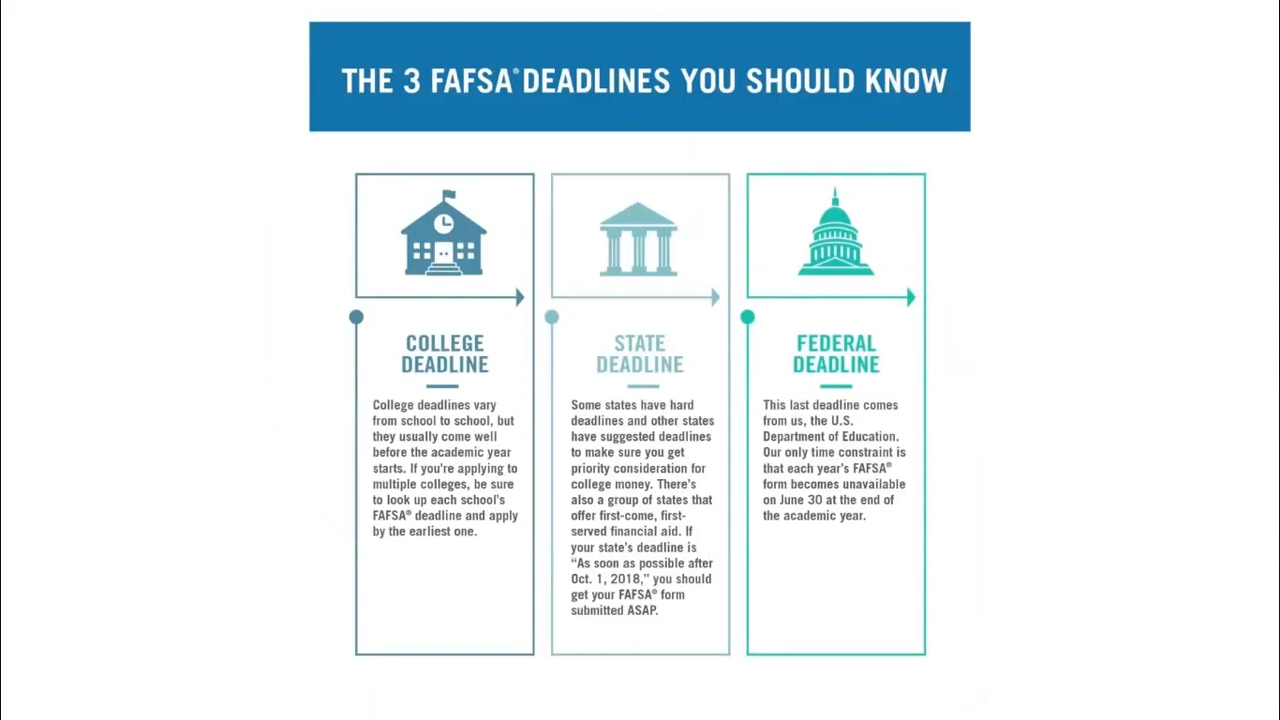 THE 3 FAFSA® DEADLINES YOU SHOULD KNOW
COLLEGE
DEADLINE
College deadlines vary
from school to school, but
they usually come well
before the academic year
starts. If you're applying to
multiple colleges, be sure
to look up each school's
FAFSA® deadline and apply
by the earliest one.
STATE
DEADLINE
Some states have hard
deadlines and other states
have suggested deadlines
to make sure you get
priority consideration for
college money. There's
also a group of states that
offer first-come, first-
served financial aid. If
your state's deadline is
“As soon as possible after
Oct. 1, 2018,” you should
get your FAFSA® form
submitted ASAP.
FEDERAL
DEADLINE
This last deadline comes
from us, the U.S.
Department of Education.
Our only time constraint is
that each year's FAFSA®
form becomes unavailable
on June 30 at the end of
the academic year.